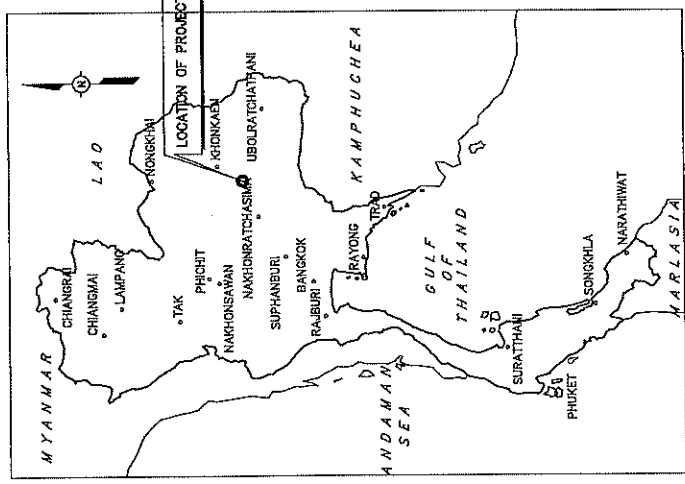 MYANMAR
LAO
CHIANGRAI
CHIANGMAI
LAMPANG
NONGKHAI
LOCATION OF PROJECT
TAK
PHICHIT
KHONKAEN
NAKHONSAWAN
NAKHONRATCHASIMA
UBOLRATCHATHANI
SUPHANBURI
BANGKOK
RAJBURI
KAMPHUCHEA
RAYONG
TRAD
GULF
OF
THAILAND
ANDAMAN
SEA
SURATTHANI
PHUKET
SONGKHLA
NARATHIWAT
MARLASIA
N